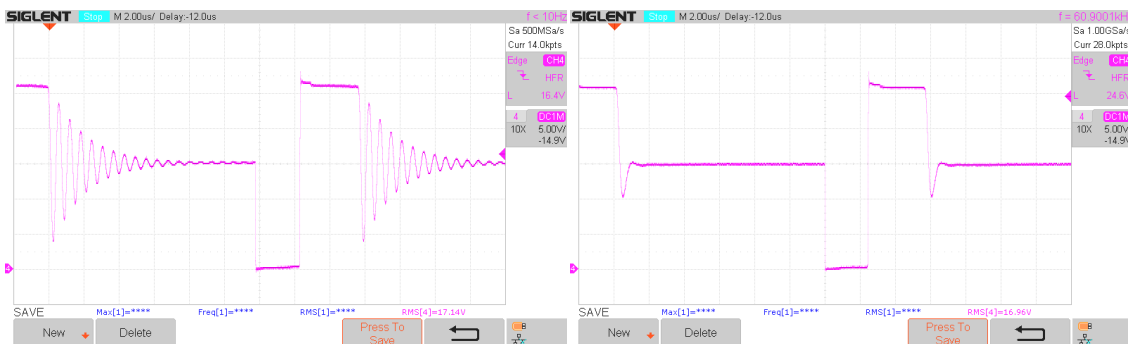 SIGLENT Stop M 2.00us/ Delay:-12.0us f < 10Hz
Sa 500MSa/s
Curr 14.0kpts
Edge CH4
HFR
L 16.4V
4 DC1M
10X 5.00V/
-14.9V
4
SAVE Max[1]=**** Freq[1]=**** RMS[1]=**** RMS[4]=17.14V
New Delete Press To Save B
SIGLENT Stop M 2.00us/ Delay:-12.0us f = 60.9001kH
Sa 1.00GSa/s
Curr 28.0kpts
Edge CH4
HFR
L 24.6V
4 DC1M
10X 5.00V/
-14.9V
4
SAVE Max[1]=**** Freq[1]=**** RMS[1]=**** RMS[4]=16.96V
New Delete Press To Save B